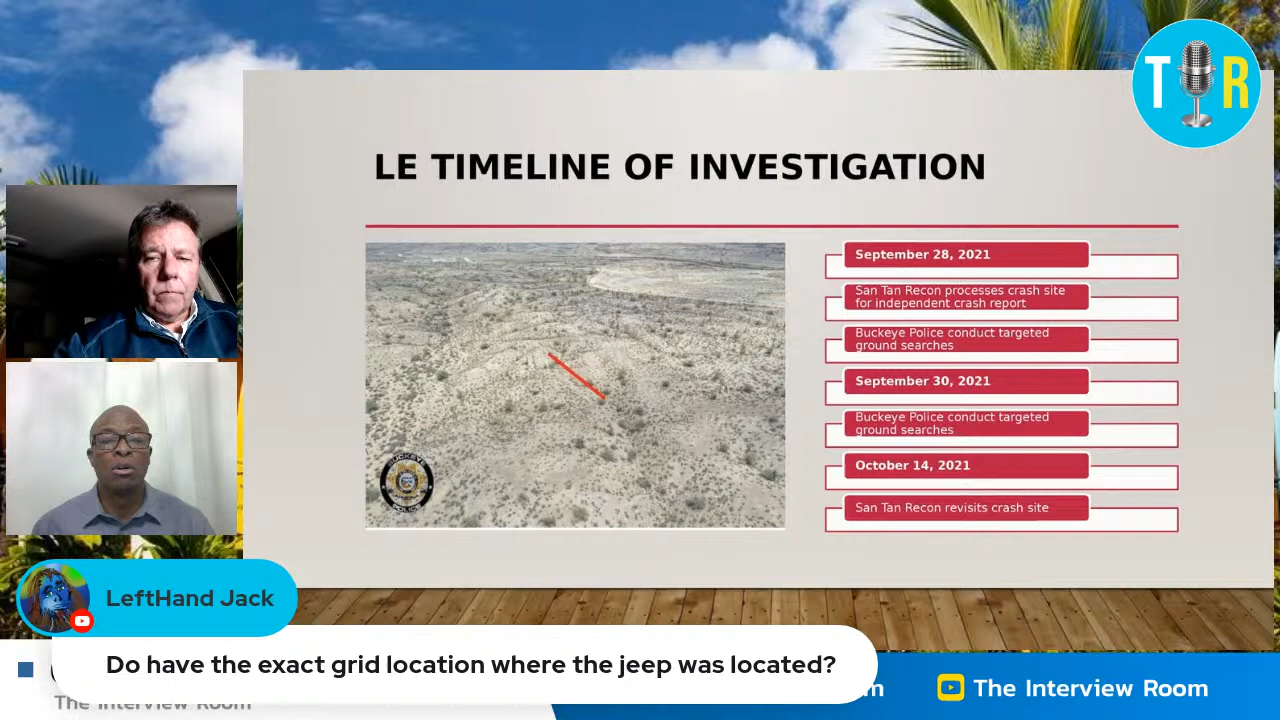 T R
LE TIMELINE OF INVESTIGATION
September 28, 2021
San Tan Recon processes crash site
for independent crash report
Buckeye Police conduct targeted
ground searches
September 30, 2021
Buckeye Police conduct targeted
ground searches
October 14, 2021
San Tan Recon revisits crash site
BUCKEYE
POLICE
LeftHand Jack
Do have the exact grid location where the jeep was located?
The Interview Room
m
The Interview Room